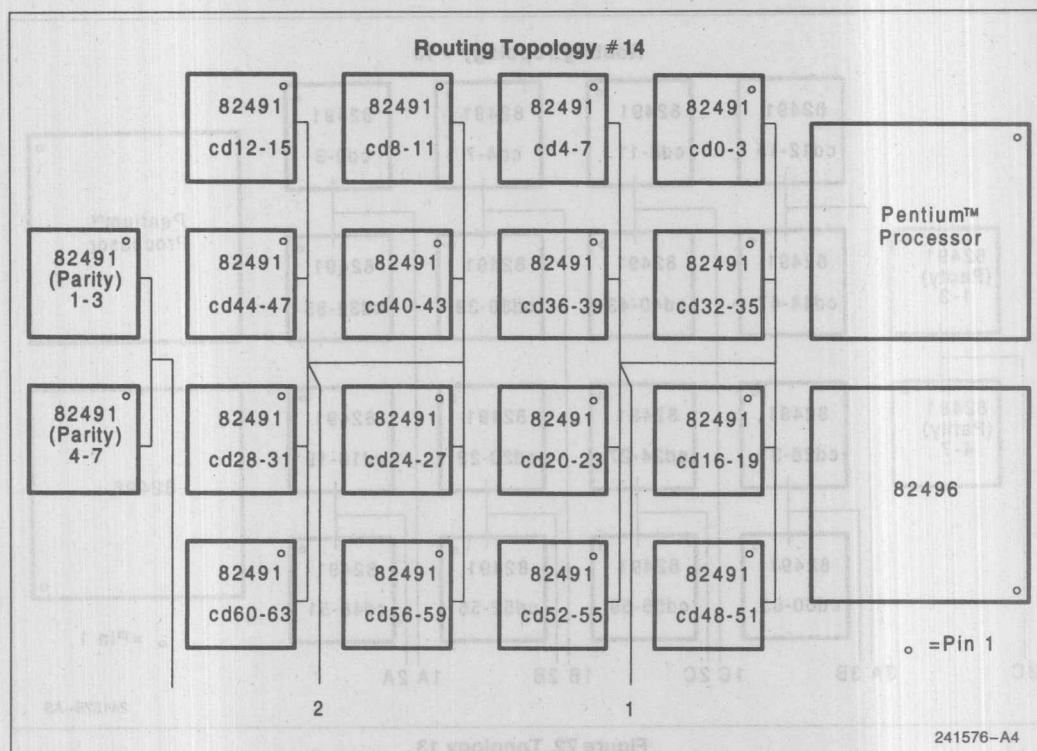 Routing Topology #14
82491 82491 82491 82491
cd12-15 cd8-11 cd4-7 cd0-3
Pentium™
Processor
82491
(Parity)
1-3
82491 82491 82491 82491
cd44-47 cd40-43 cd36-39 cd32-35
82491
(Parity)
4-7
82491 82491 82491 82491
cd28-31 cd24-27 cd20-23 cd16-19
82496
82491 82491 82491 82491
cd60-63 cd56-59 cd52-55 cd48-51
=Pin 1
2 1
241576-A4